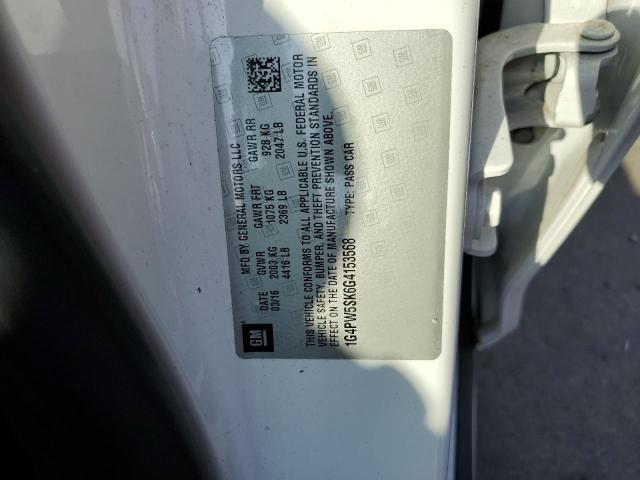 GM
MFD BY GENERAL MOTORS LLC
DATE GVWR GAWR FRT GAWR RR
03/16 2003 KG 1075 KG 928 KG
4416 LB 2369 LB 2047 LB
THIS VEHICLE CONFORMS TO ALL APPLICABLE U.S. FEDERAL MOTOR
VEHICLE SAFETY, BUMPER, AND THEFT PREVENTION STANDARDS IN
EFFECT ON THE DATE OF MANUFACTURE SHOWN ABOVE.
1G4PW5SK6G4153568 TYPE: PASS CAR